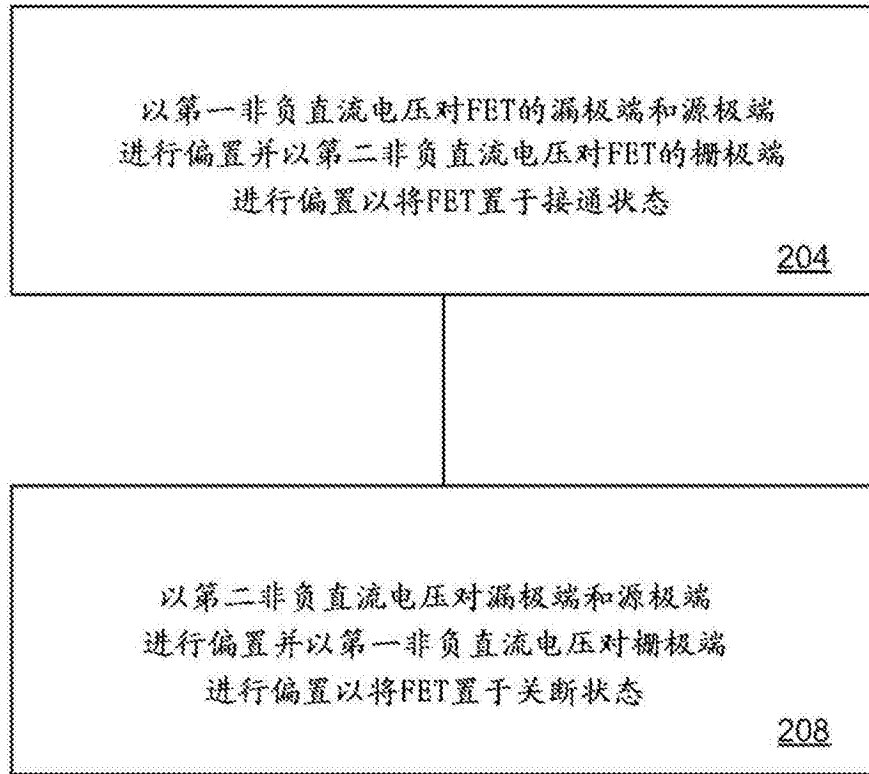 以第一非负直流电压对FET的漏极端和源极端
进行偏置并以第二非负直流电压对FET的栅极端
进行偏置以将FET置于接通状态
204
以第二非负直流电压对漏极端和源极端
进行偏置并以第一非负直流电压对栅极端
进行偏置以将FET置于关断状态
208